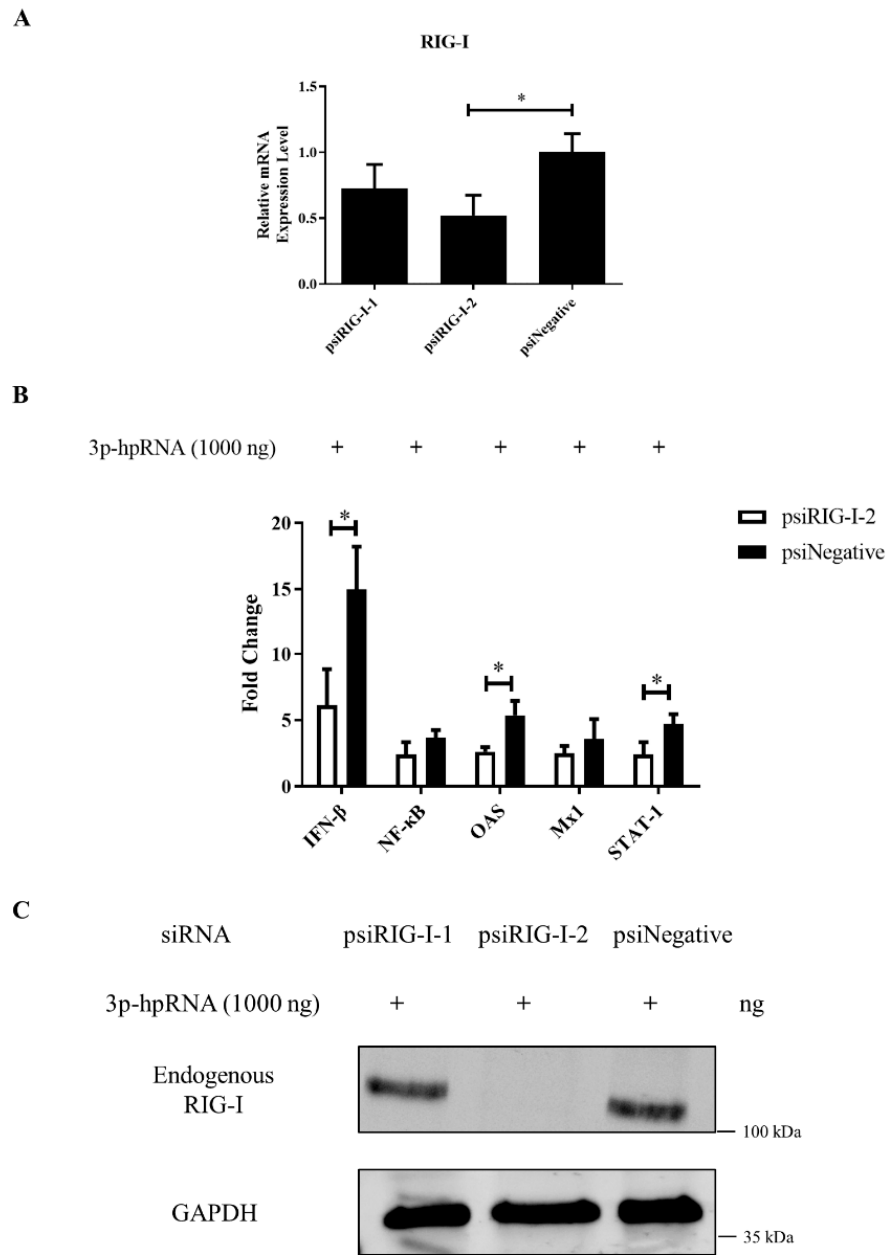 A
RIG-I
1.5
1.0
0.5
0.0
Relative mRNA
Expression Level
*
psiRIG-I-1
psiRIG-I-2
psiNegative
B
3p-hpRNA (1000 ng) + + + + +
psiRIG-I-2
psiNegative
20
15
10
5
0
Fold Change
*
*
*
IFN-β
NF-κB
OAS
Mx1
STAT-1
C
siRNA psiRIG-I-1 psiRIG-I-2 psiNegative
3p-hpRNA (1000 ng) + + + ng
Endogenous
RIG-I
100 kDa
GAPDH
35 kDa